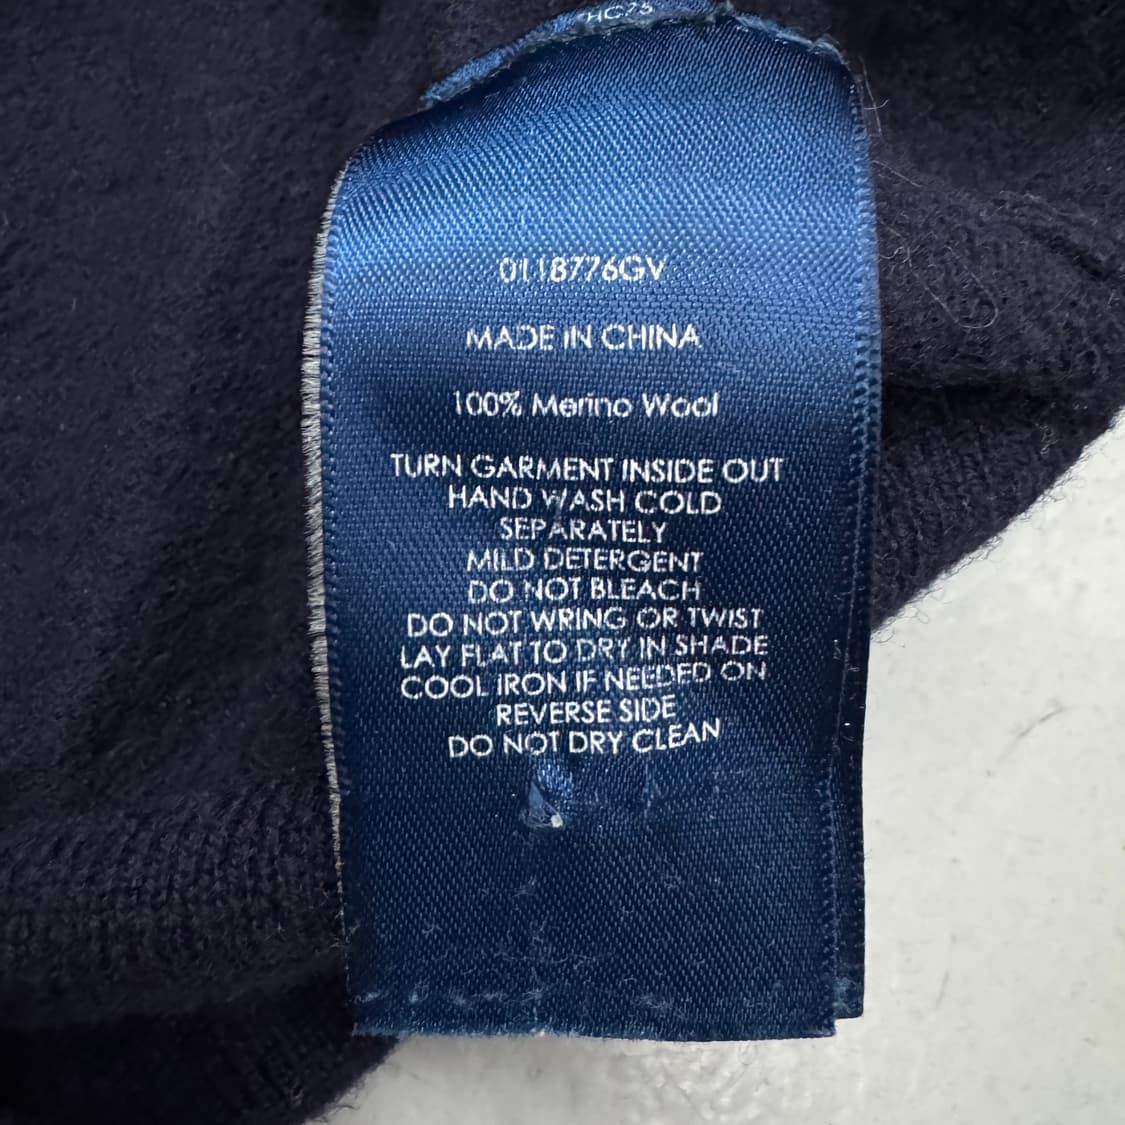 HC75
0118776GV
MADE IN CHINA
100% Merino Wool
TURN GARMENT INSIDE OUT
HAND WASH COLD
SEPARATELY
MILD DETERGENT
DO NOT BLEACH
DO NOT WRING OR TWIST
LAY FLAT TO DRY IN SHADE
COOL IRON IF NEEDED ON
REVERSE SIDE
DO NOT DRY CLEAN